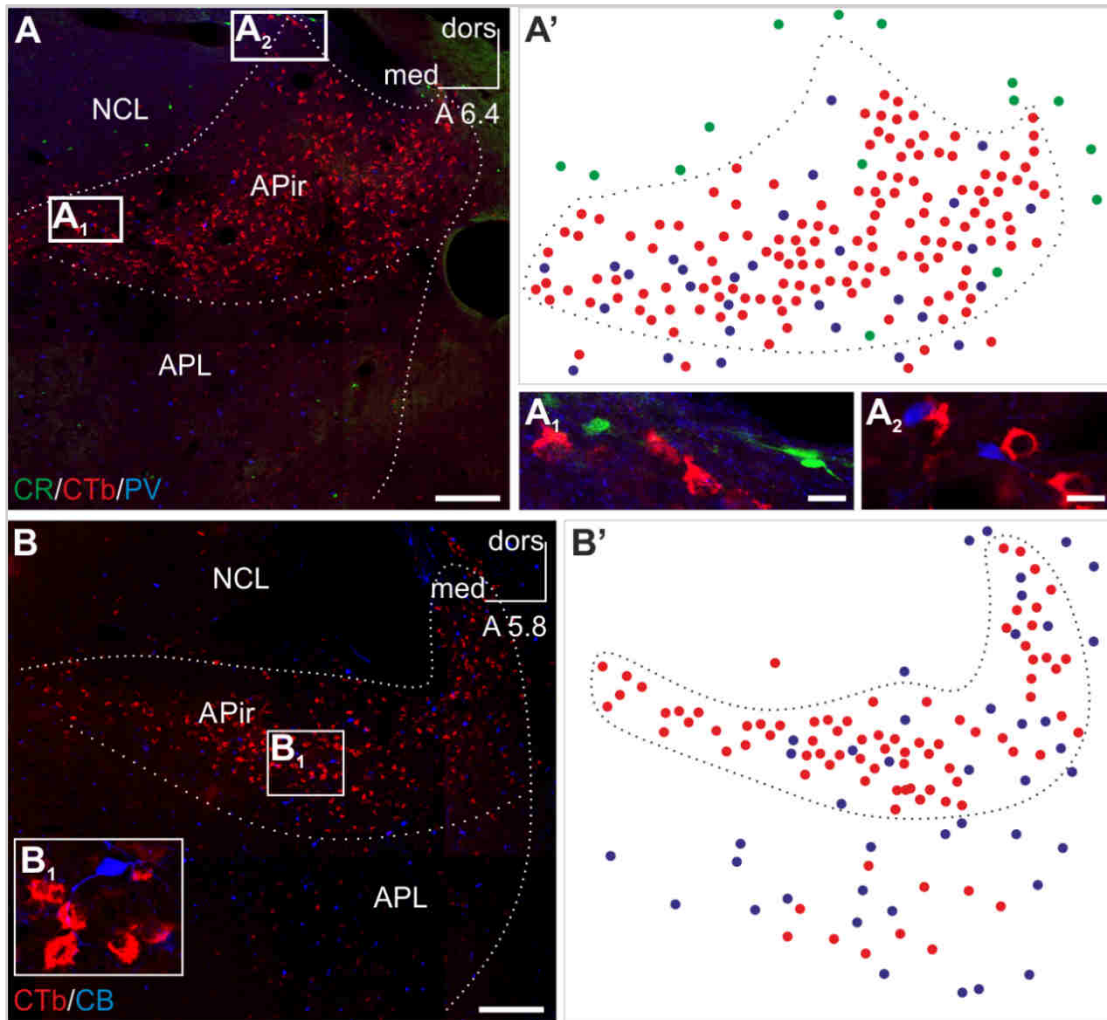 A
A2
dors
med
A 6.4
NCL
APir
A1
APL
CR/CTb/PV
A’
A1
A2
B
dors
med
A 5.8
NCL
APir
B1
B1
APL
CTb/CB
B’